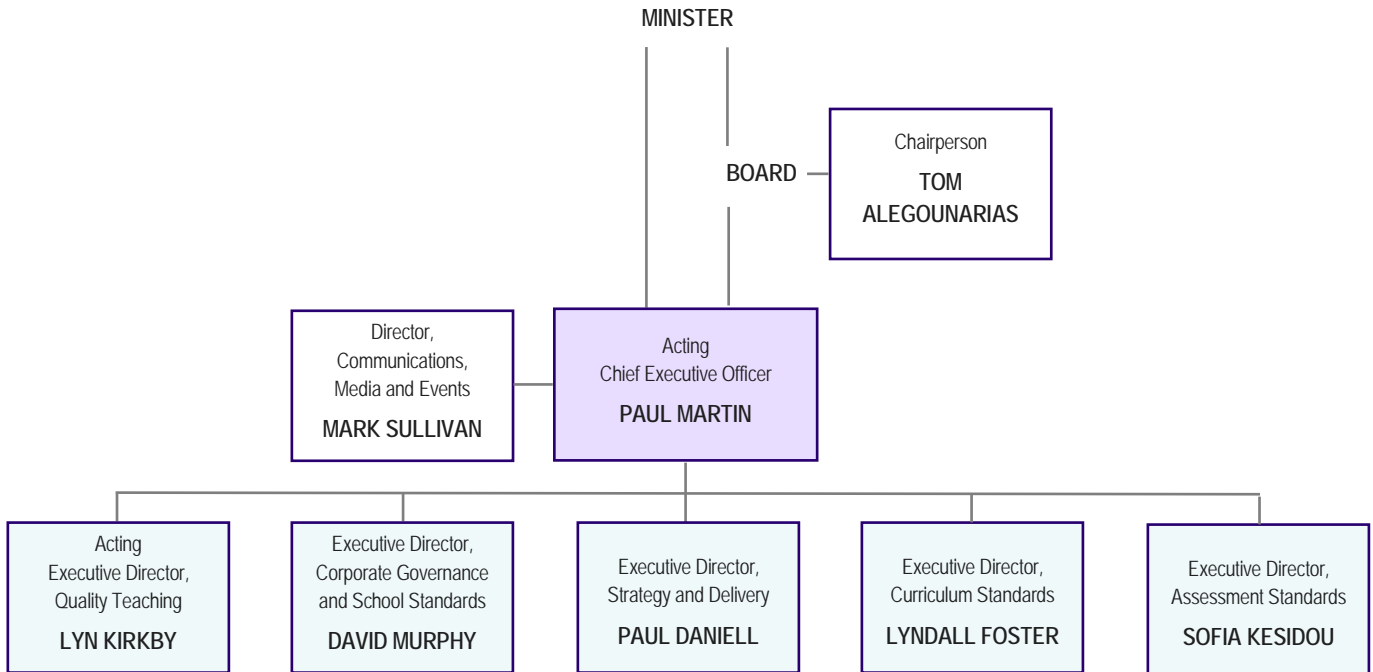 MINISTER
BOARD
Chairperson
TOM
ALEGOUNARIAS
Director,
Communications,
Media and Events
MARK SULLIVAN
Acting
Chief Executive Officer
PAUL MARTIN
Acting
Executive Director,
Quality Teaching
LYN KIRKBY
Executive Director,
Corporate Governance
and School Standards
DAVID MURPHY
Executive Director,
Strategy and Delivery
PAUL DANIELL
Executive Director,
Curriculum Standards
LYNDALL FOSTER
Executive Director,
Assessment Standards
SOFIA KESIDOU